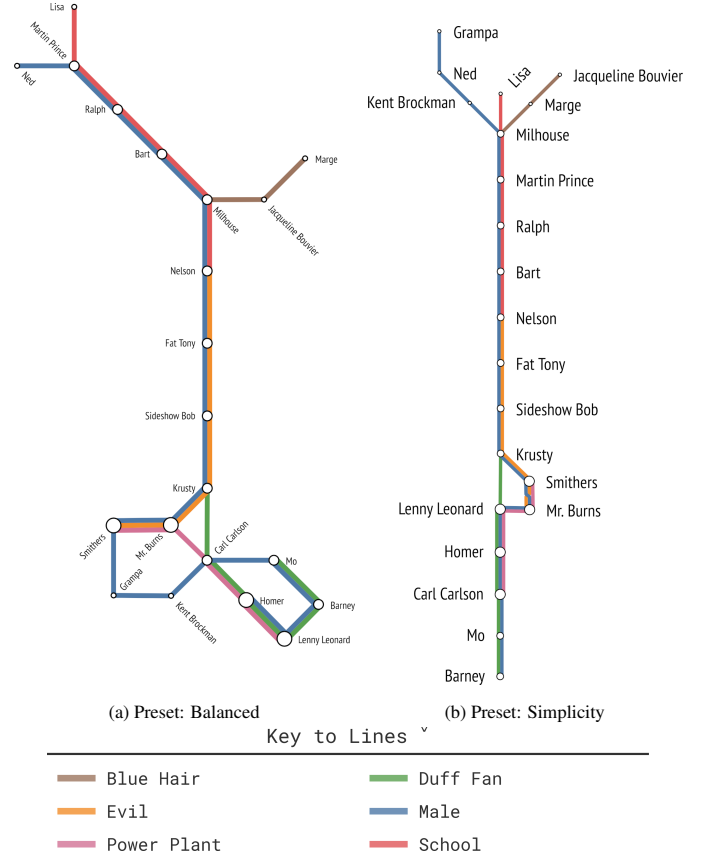 Lisa
Martin Prince
Ned
Ralph
Bart
Marge
Milhouse
Jacqueline Bouvier
Nelson
Fat Tony
Sideshow Bob
Krusty
Smithers
Mr. Burns
Carl Carlson
Mo
Grampa
Kent Brockman
Homer
Barney
Lenny Leonard
(a) Preset: Balanced
Grampa
Ned
Lisa
Jacqueline Bouvier
Kent Brockman
Marge
Milhouse
Martin Prince
Ralph
Bart
Nelson
Fat Tony
Sideshow Bob
Krusty
Smithers
Lenny Leonard
Mr. Burns
Homer
Carl Carlson
Mo
Barney
(b) Preset: Simplicity
Key to Lines ˅
Blue Hair
Duff Fan
Evil
Male
Power Plant
School